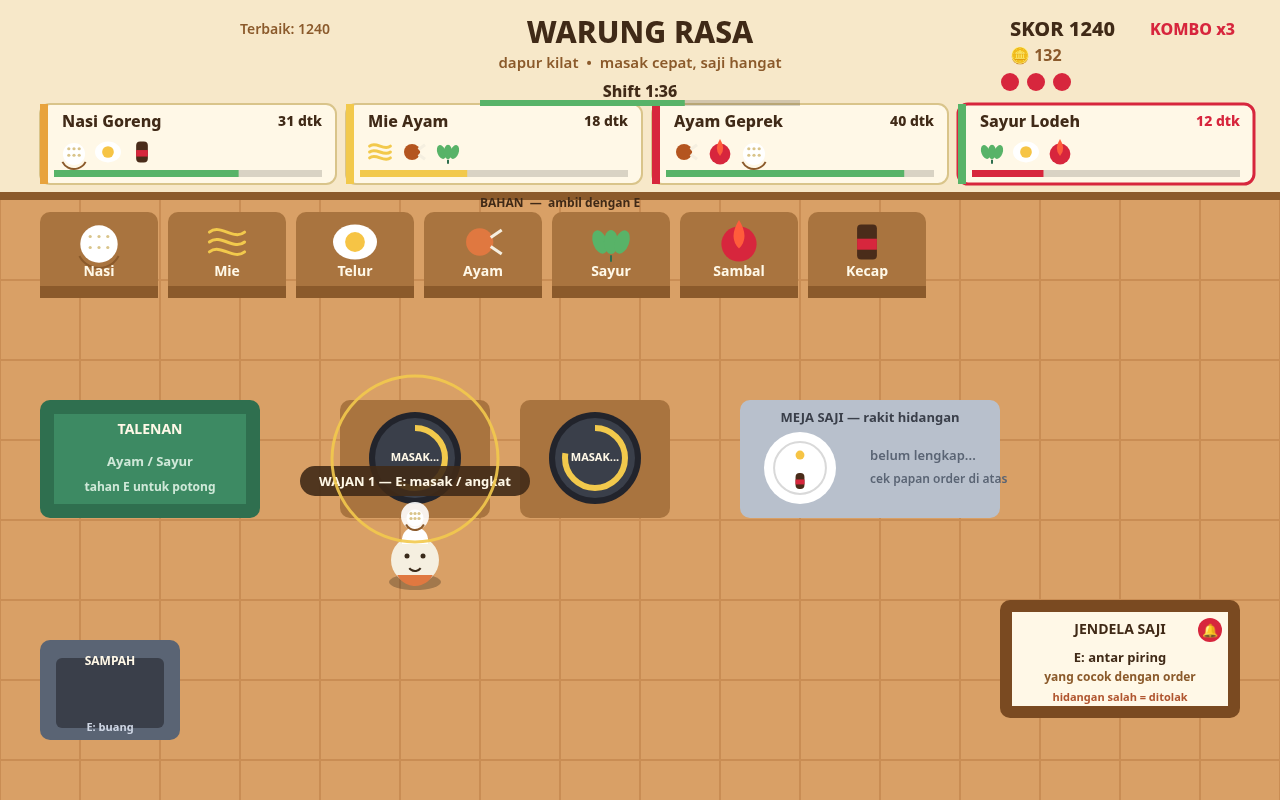 Terbaik: 1240
WARUNG RASA
SKOR 1240
KOMBO x3
dapur kilat • masak cepat, saji hangat
132
Shift 1:36
Nasi Goreng
31 dtk
Mie Ayam
18 dtk
Ayam Geprek
40 dtk
Sayur Lodeh
12 dtk
BAHAN — ambil dengan E
Nasi
Mie
Telur
Ayam
Sayur
Sambal
Kecap
TALENAN
Ayam / Sayur
tahan E untuk potong
MASAK...
MASAK...
WAJAN 1 — E: masak / angkat
MEJA SAJI — rakit hidangan
belum lengkap...
cek papan order di atas
SAMPAH
E: buang
JENDELA SAJI
E: antar piring
yang cocok dengan order
hidangan salah = ditolak